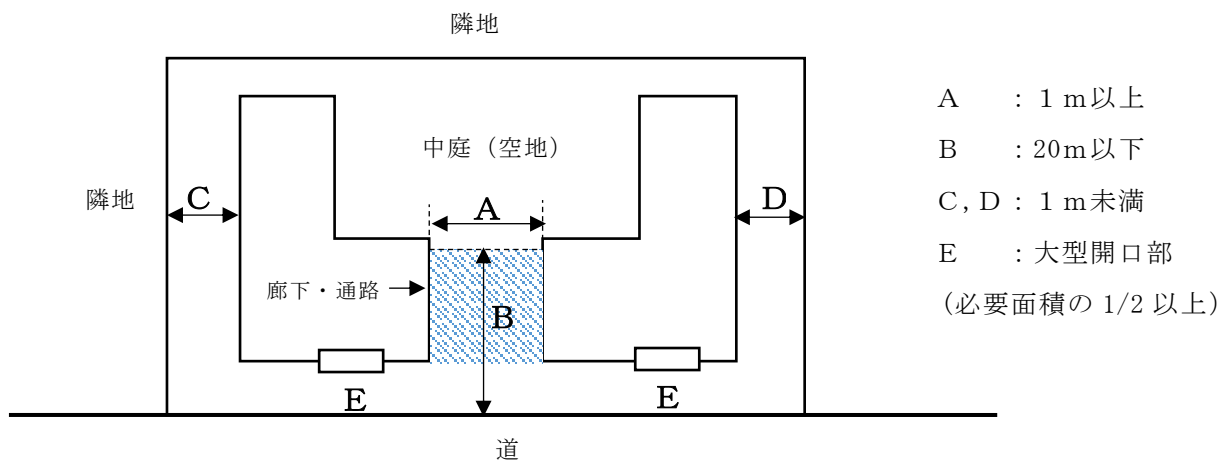 隣地
中庭（空地）
隣地
C
A
D
廊下・通路
B
E
E
道
A : 1m以上
B : 20m以下
C, D : 1m未満
E : 大型開口部
（必要面積の 1/2 以上）